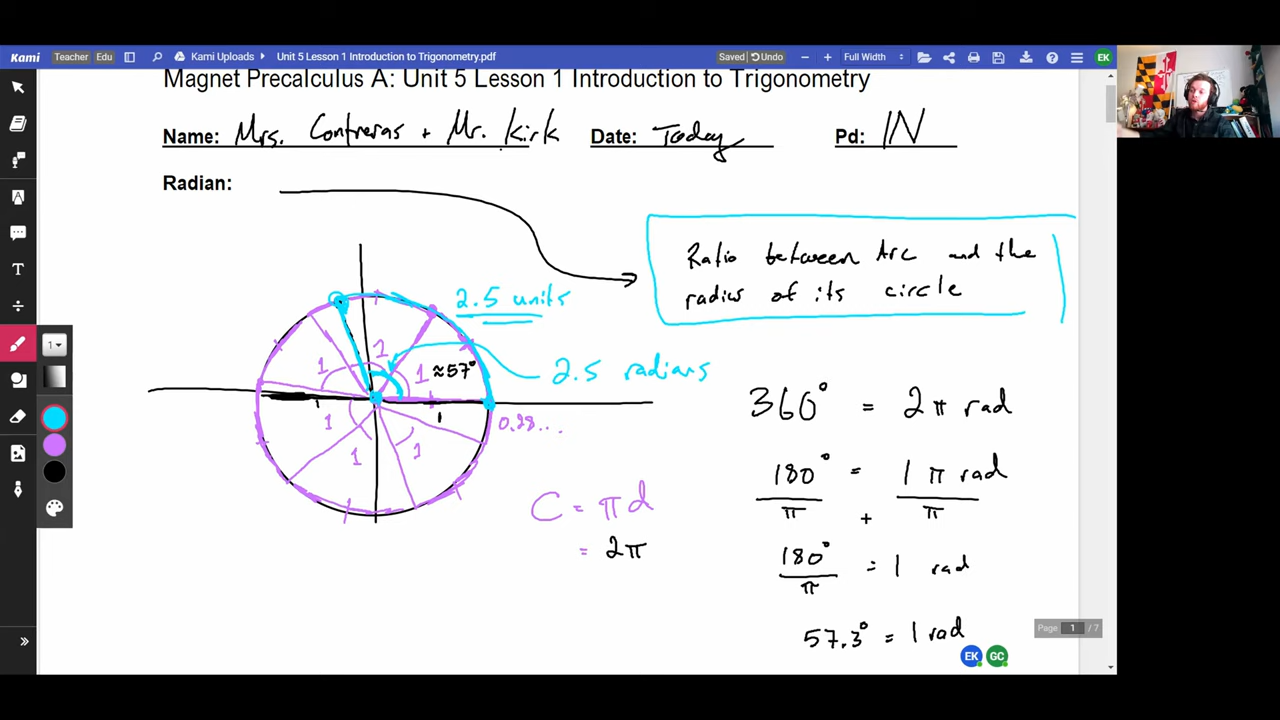 Kami Teacher Edu Kami Uploads Unit 5 Lesson 1 Introduction to Trigonometry.pdf Saved Undo Full Width EK
Magnet Precalculus A: Unit 5 Lesson 1 Introduction to Trigonometry
Name: Mrs. Contreras + Mr. Kirk Date: Today Pd: IN
Radian:
Ratio between Arc and the
radius of its circle
2.5 units
2.5 radians
1
1
≈57°
1
1
1
1
1
0.28...
C = πd
= 2π
360° = 2π rad
180° = 1 π rad
π π
+
180° = 1 rad
π
57.3° = 1 rad
Page 1 / 7
EK GC
1